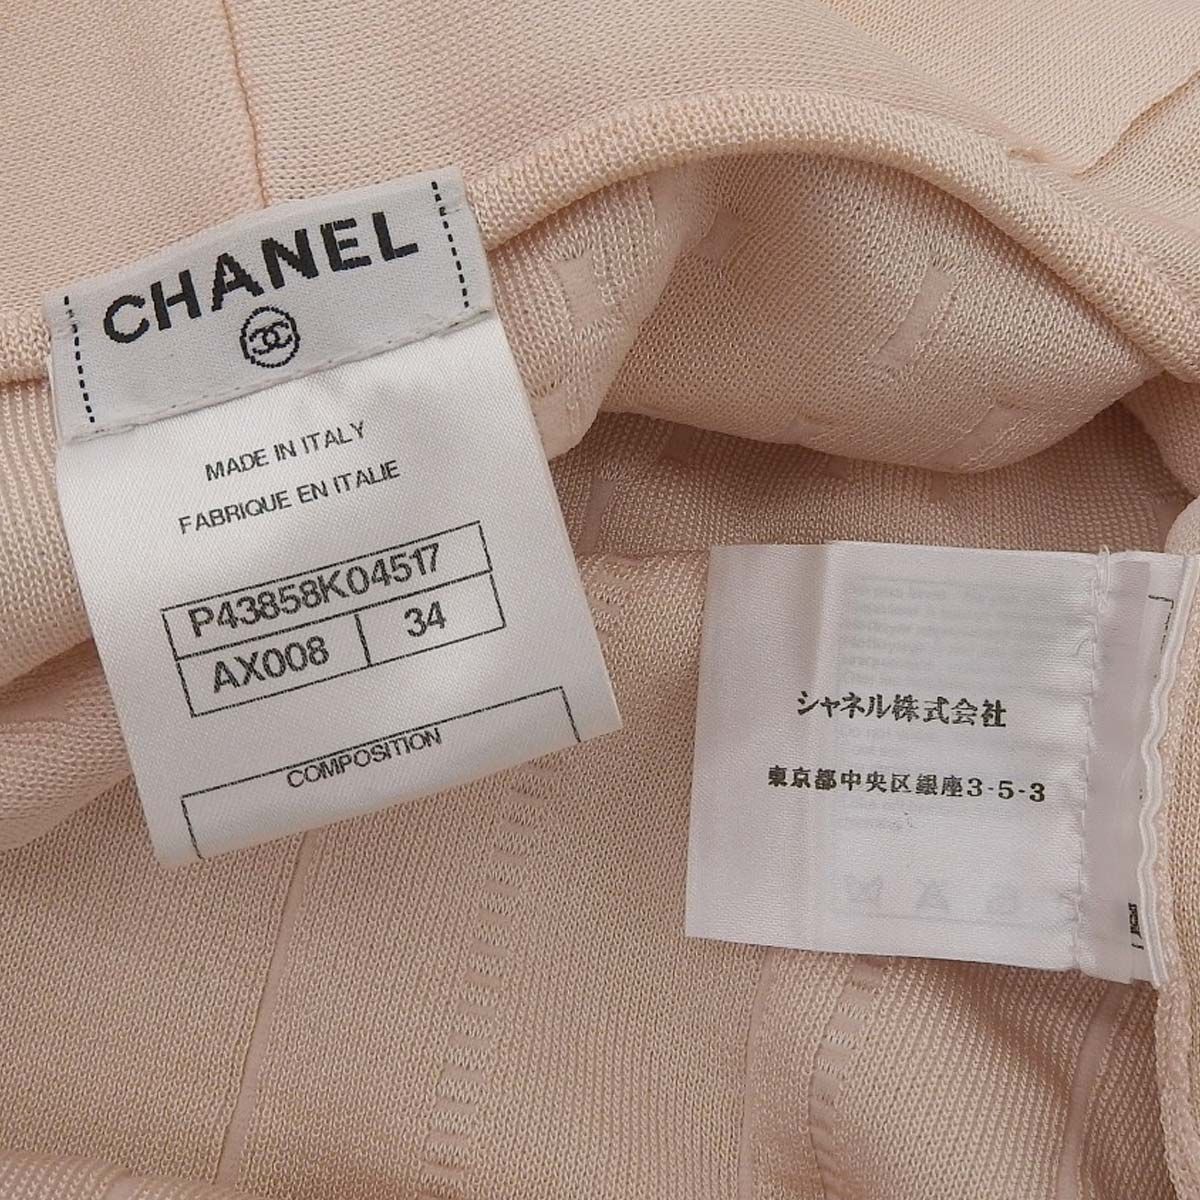 CHANEL
MADE IN ITALY
FABRIQUE EN ITALIE
P43858K04517
AX008 34
COMPOSITION
シャネル株式会社
東京都中央区銀座3-5-3